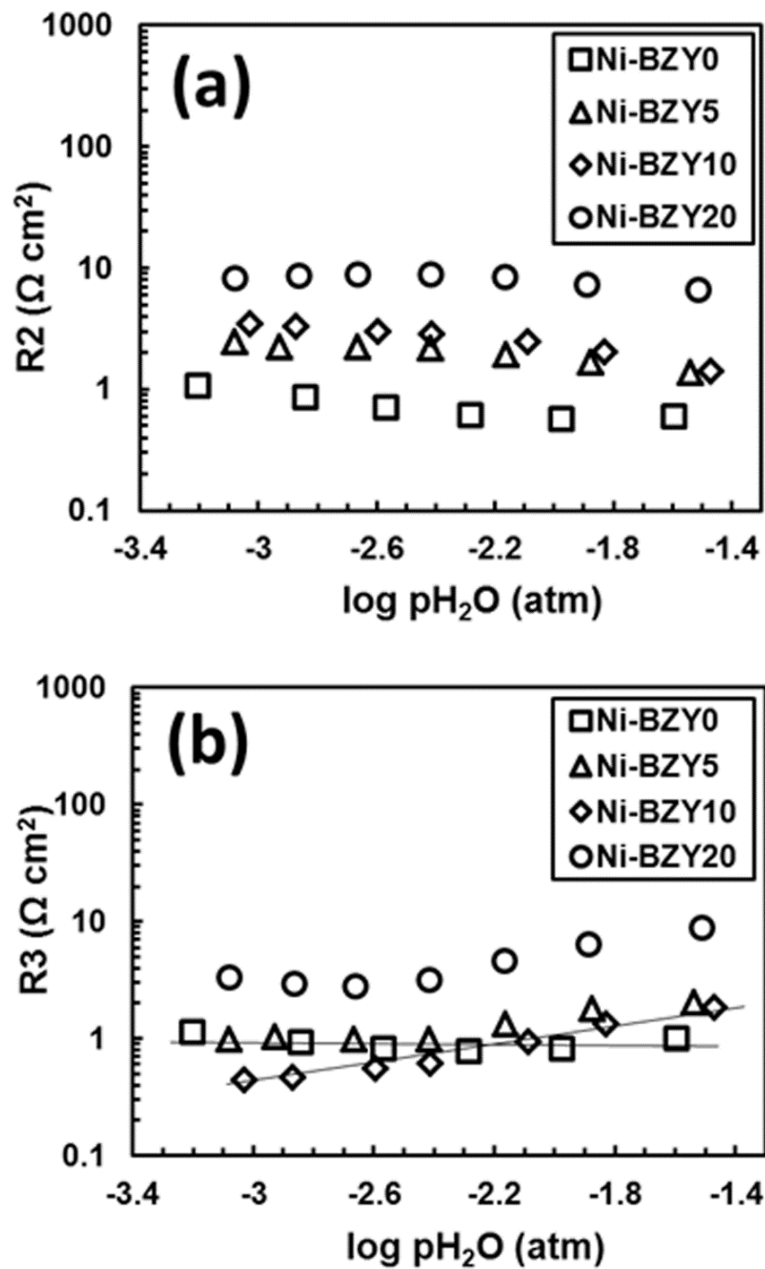 (a)
Ni-BZY0
Ni-BZY5
Ni-BZY10
Ni-BZY20
1000
100
10
1
0.1
R2 (Ω cm²)
-3.4 -3 -2.6 -2.2 -1.8 -1.4
log pH₂O (atm)
(b)
Ni-BZY0
Ni-BZY5
Ni-BZY10
Ni-BZY20
1000
100
10
1
0.1
R3 (Ω cm²)
-3.4 -3 -2.6 -2.2 -1.8 -1.4
log pH₂O (atm)